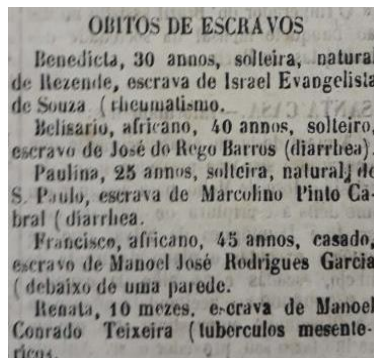 OBITOS DE ESCRAVOS
Benedicta, 30 annos, solteira, natural
de Rezende, escrava de Israel Evangelista
de Souza (rheumatismo.
Belisario, africano, 40 annos, solteiro,
escravo de José do Rego Barros (diarrhea).
Paulina, 25 annos, solteira, natural de
S. Paulo, escrava de Marcolino Pinto Ca-
bral (diarrhea.
Francisco, africano, 45 annos, casado,
escravo de Manoel José Rodrigues Garcia
(debaixo de uma parede.
Renata, 10 mezes, escrava de Manoel
Conrado Teixeira (tuberculos mesente-
ricos.